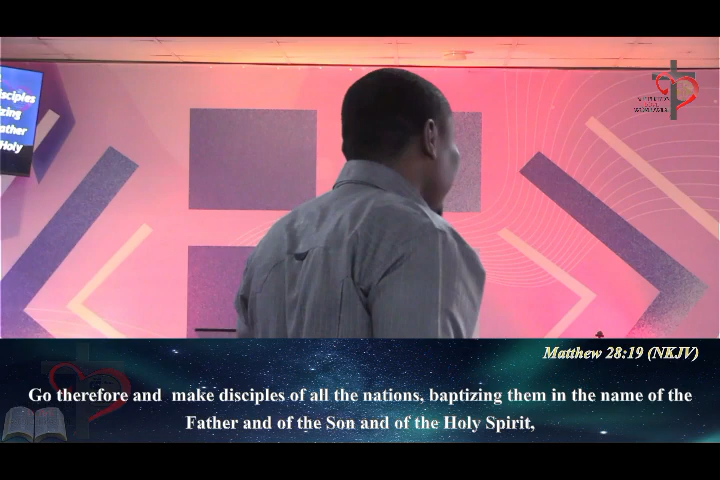 sciples
zing
ather
Holy
Matthew 28:19 (NKJV)
Go therefore and make disciples of all the nations, baptizing them in the name of the
Father and of the Son and of the Holy Spirit,